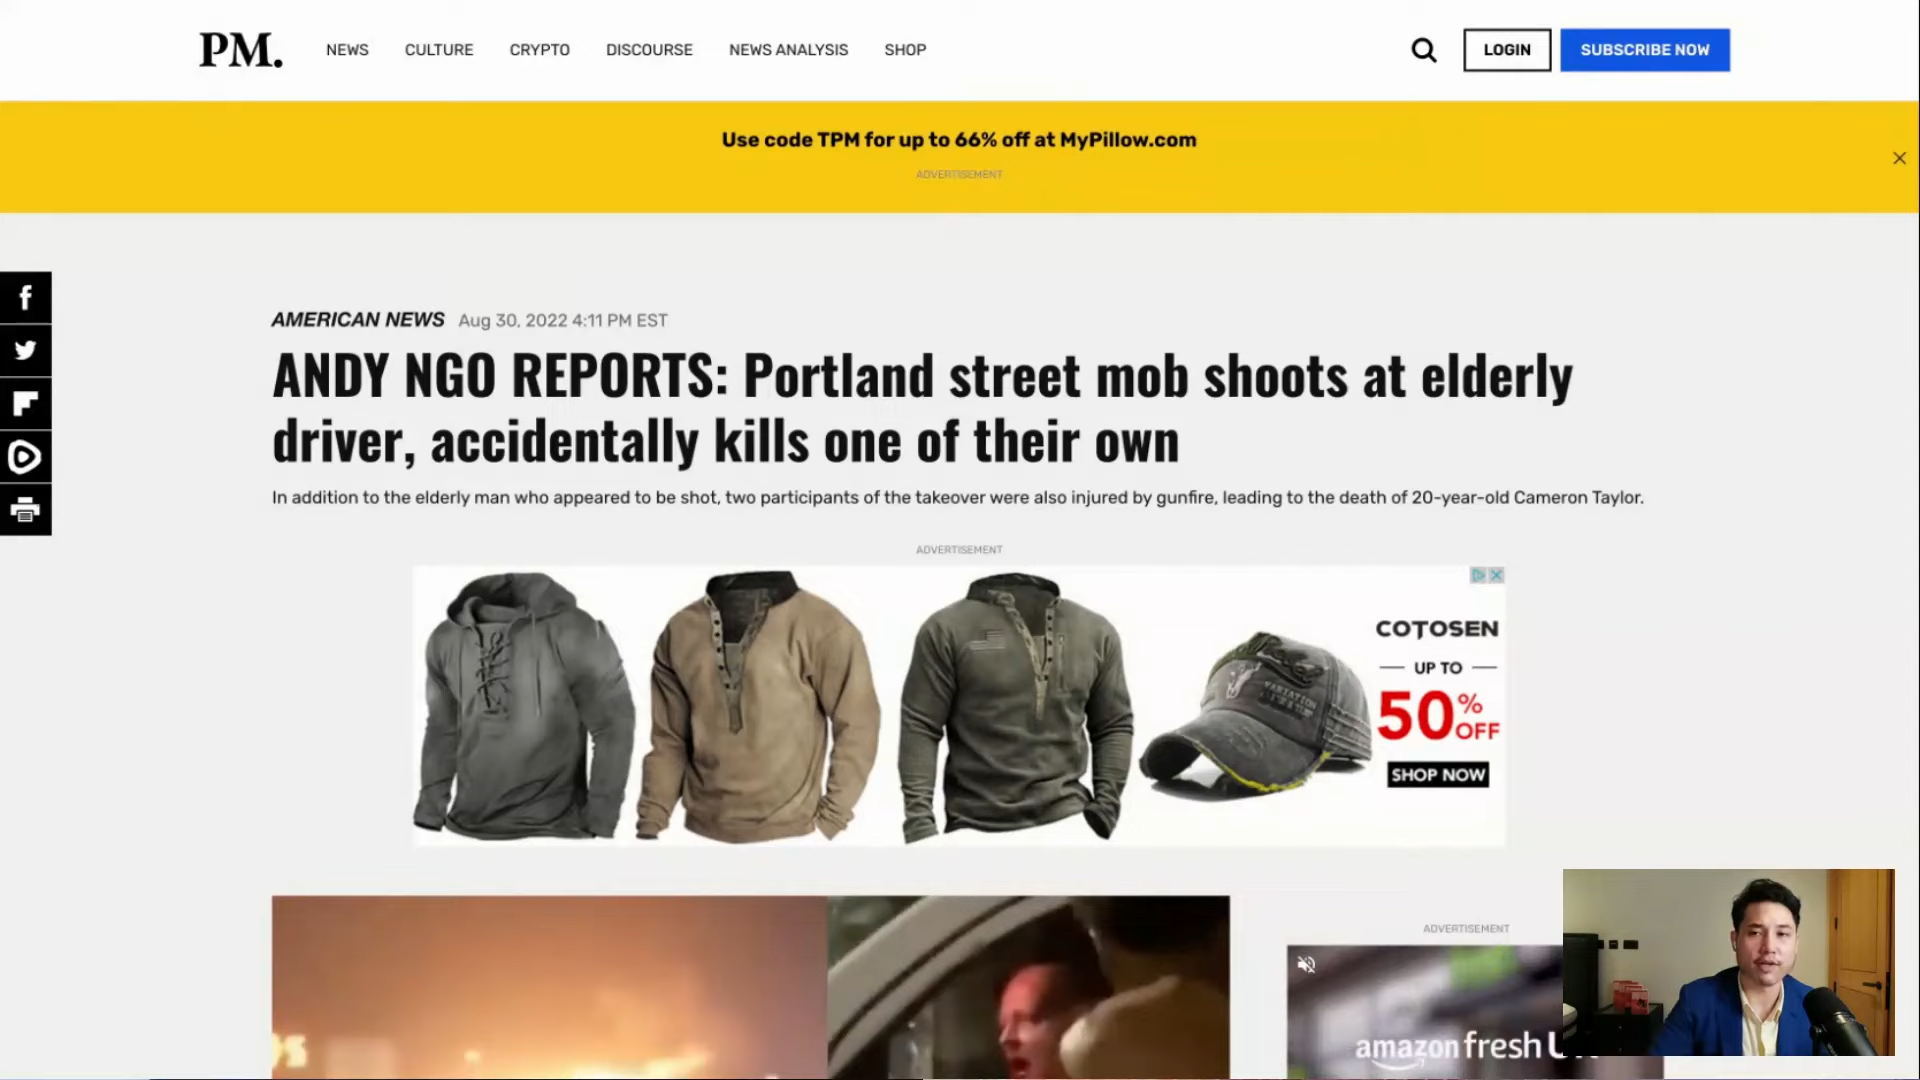 PM.
NEWS
CULTURE
CRYPTO
DISCOURSE
NEWS ANALYSIS
SHOP
LOGIN
SUBSCRIBE NOW
Use code TPM for up to 66% off at MyPillow.com
ADVERTISEMENT
AMERICAN NEWS Aug 30, 2022 4:11 PM EST
ANDY NGO REPORTS: Portland street mob shoots at elderly
driver, accidentally kills one of their own
In addition to the elderly man who appeared to be shot, two participants of the takeover were also injured by gunfire, leading to the death of 20-year-old Cameron Taylor.
ADVERTISEMENT
COTOSEN
UP TO
50% OFF
SHOP NOW
ADVERTISEMENT
amazon fresh